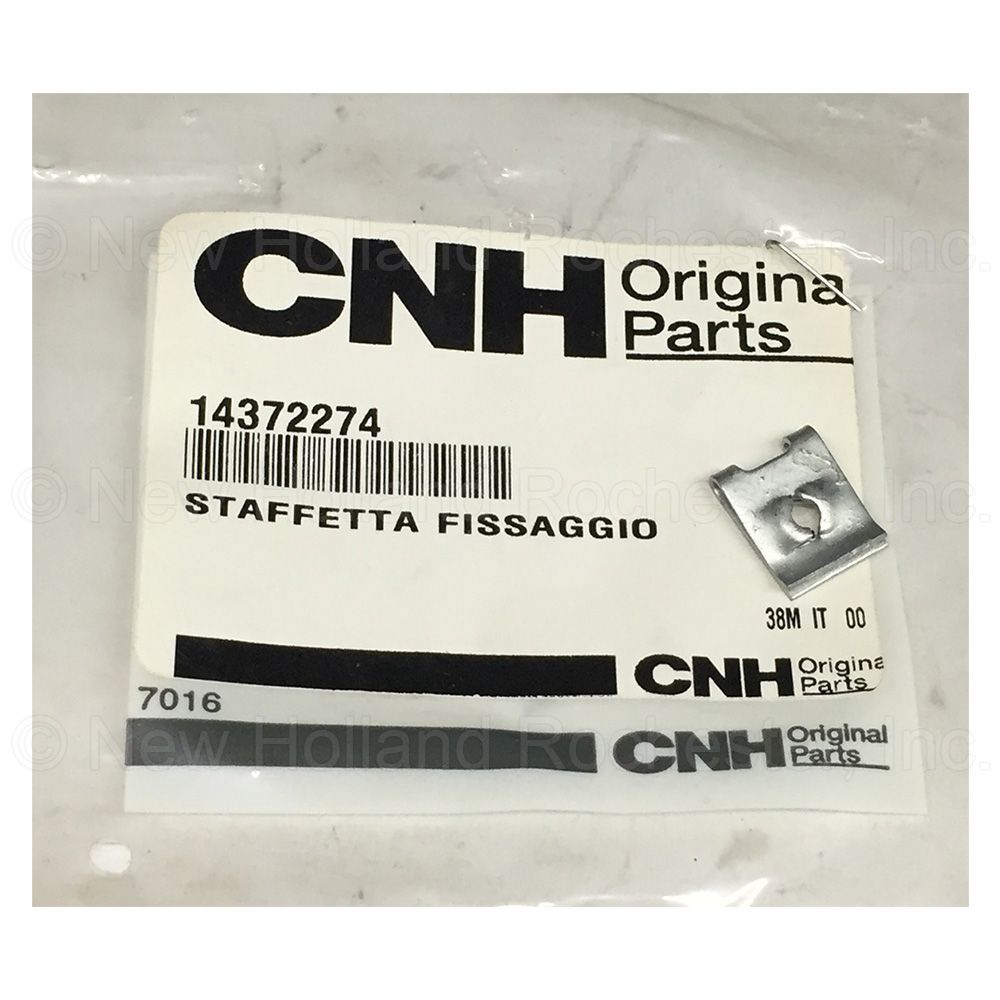 CNH Origina
Parts
14372274
STAFFETTA FISSAGGIO
38M IT 00
CNH Origina
Parts
7016
CNH Original
Parts
© New Holland Rochester, Inc.
© New Holland Rochester, Inc.
© New Holland Rochester, Inc.